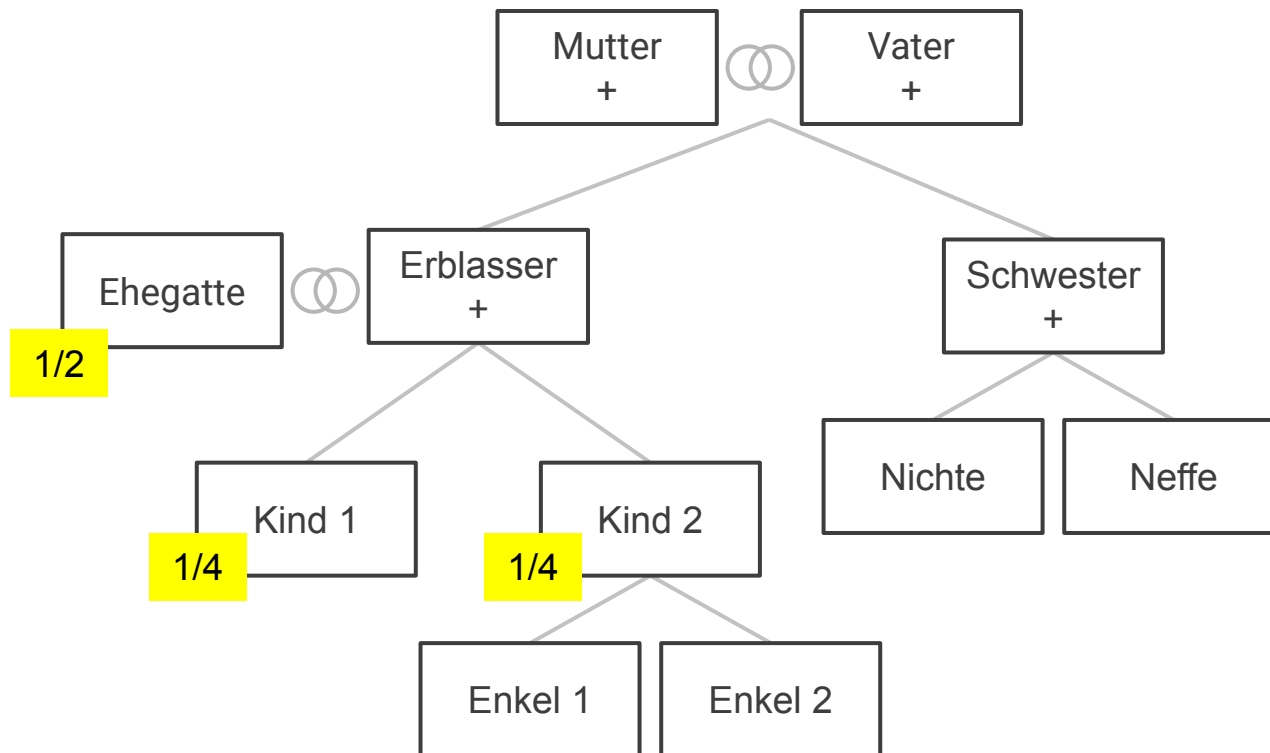 Mutter
+
Vater
+
Ehegatte
1/2
Erblasser
+
Schwester
+
Kind 1
1/4
Kind 2
1/4
Nichte
Neffe
Enkel 1
Enkel 2